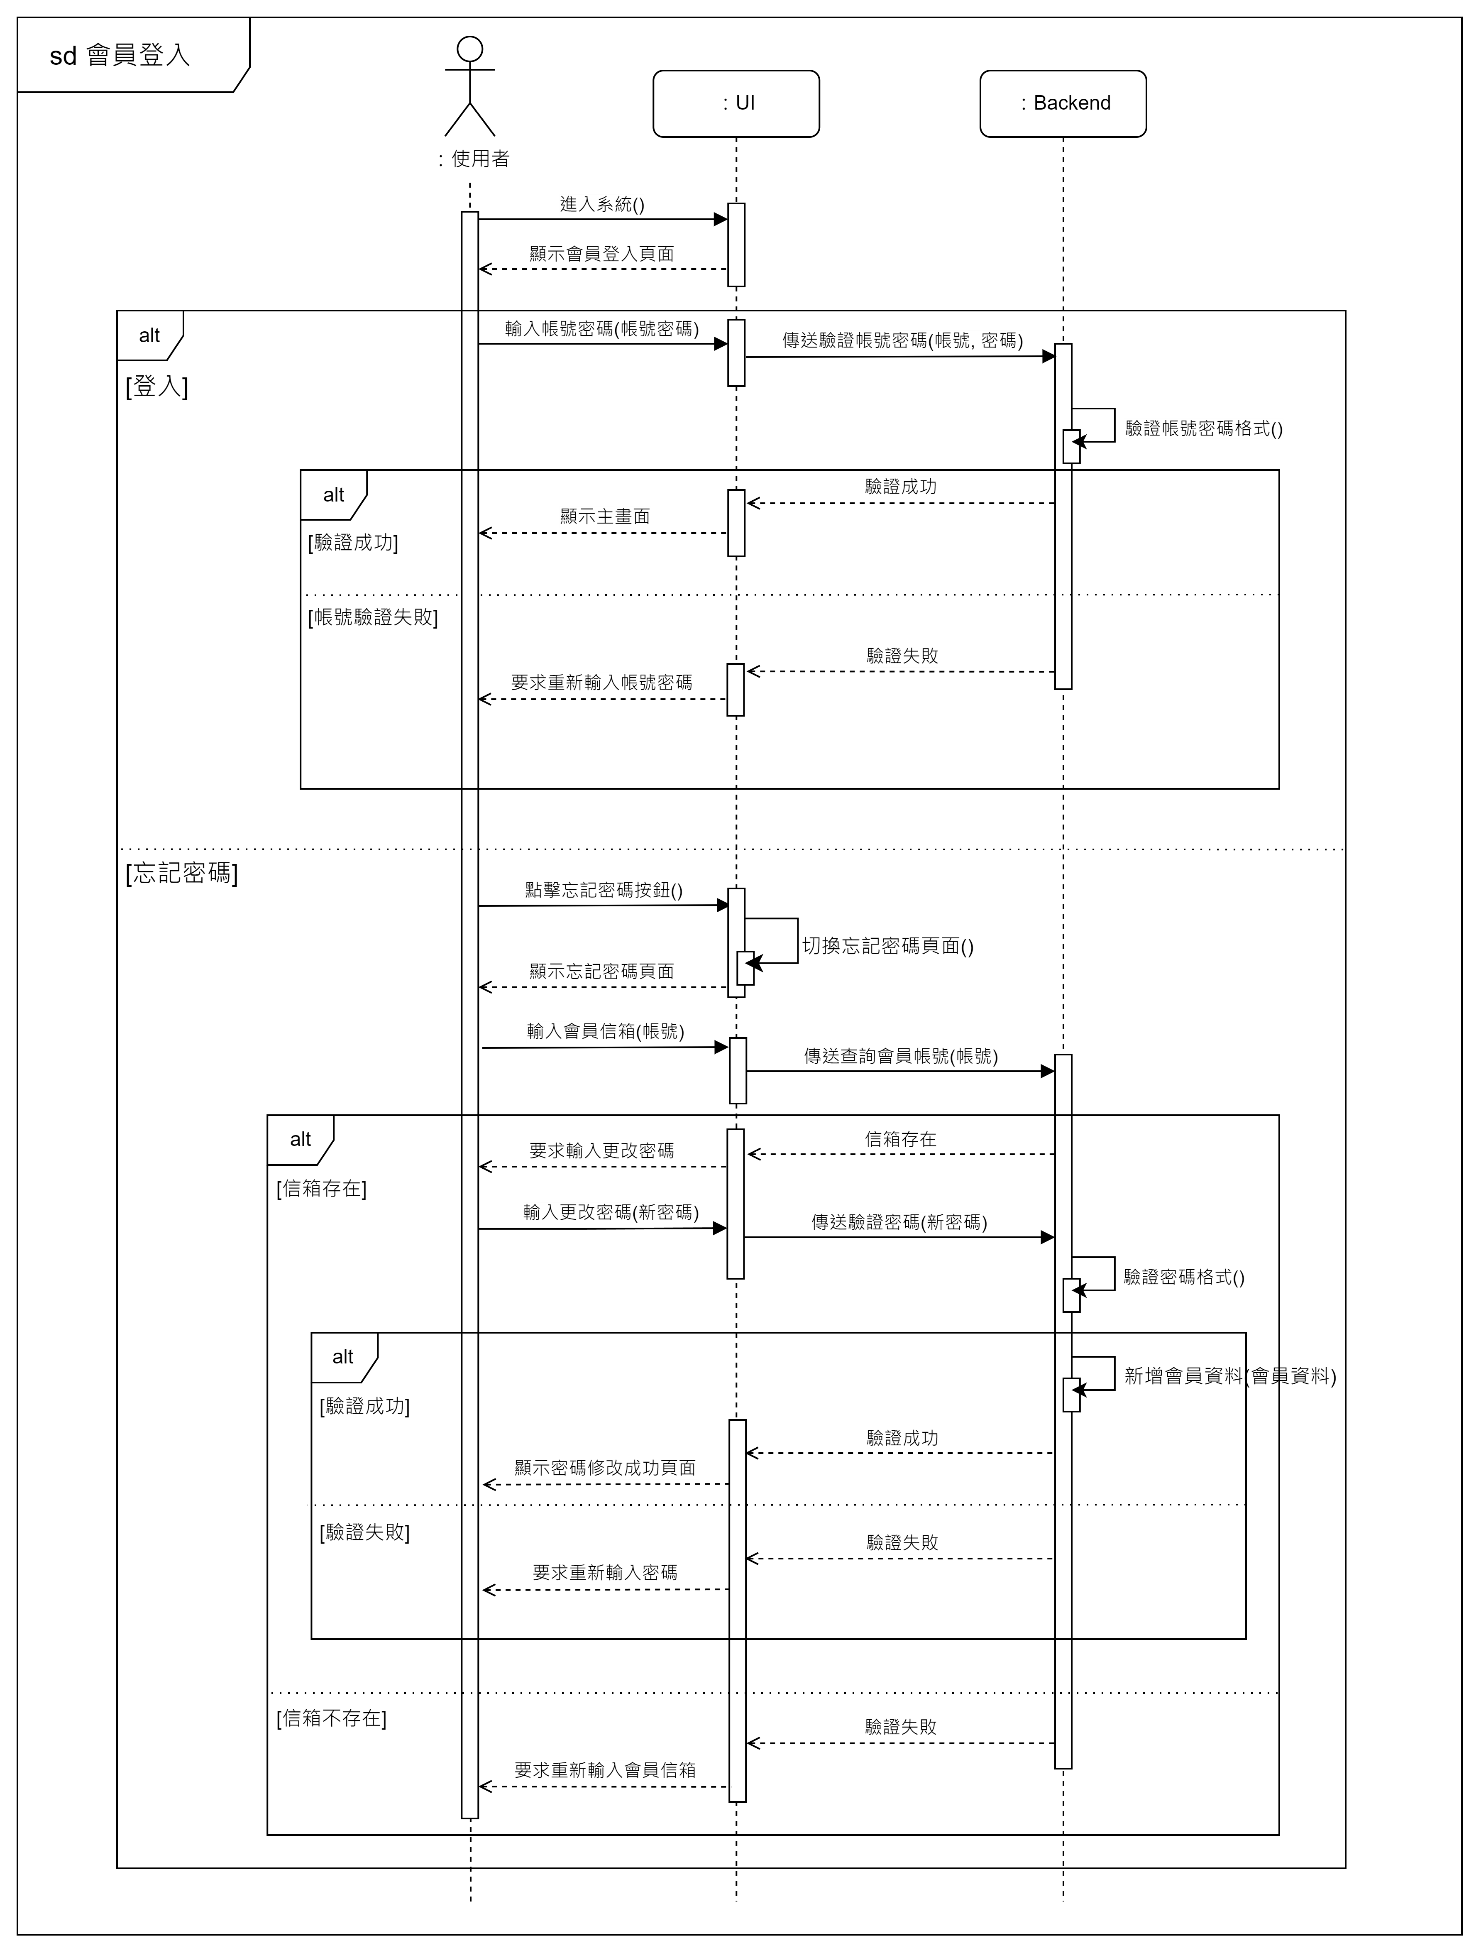 sd 會員登入
: 使用者
: UI
: Backend
進入系統()
顯示會員登入頁面
alt
[登入]
輸入帳號密碼(帳號密碼)
傳送驗證帳號密碼(帳號, 密碼)
驗證帳號密碼格式()
alt
[驗證成功]
驗證成功
顯示主畫面
[帳號驗證失敗]
驗證失敗
要求重新輸入帳號密碼
[忘記密碼]
點擊忘記密碼按鈕()
切換忘記密碼頁面()
顯示忘記密碼頁面
輸入會員信箱(帳號)
傳送查詢會員帳號(帳號)
alt
[信箱存在]
信箱存在
要求輸入更改密碼
輸入更改密碼(新密碼)
傳送驗證密碼(新密碼)
驗證密碼格式()
alt
[驗證成功]
新增會員資料(會員資料)
驗證成功
顯示密碼修改成功頁面
[驗證失敗]
驗證失敗
要求重新輸入密碼
[信箱不存在]
驗證失敗
要求重新輸入會員信箱